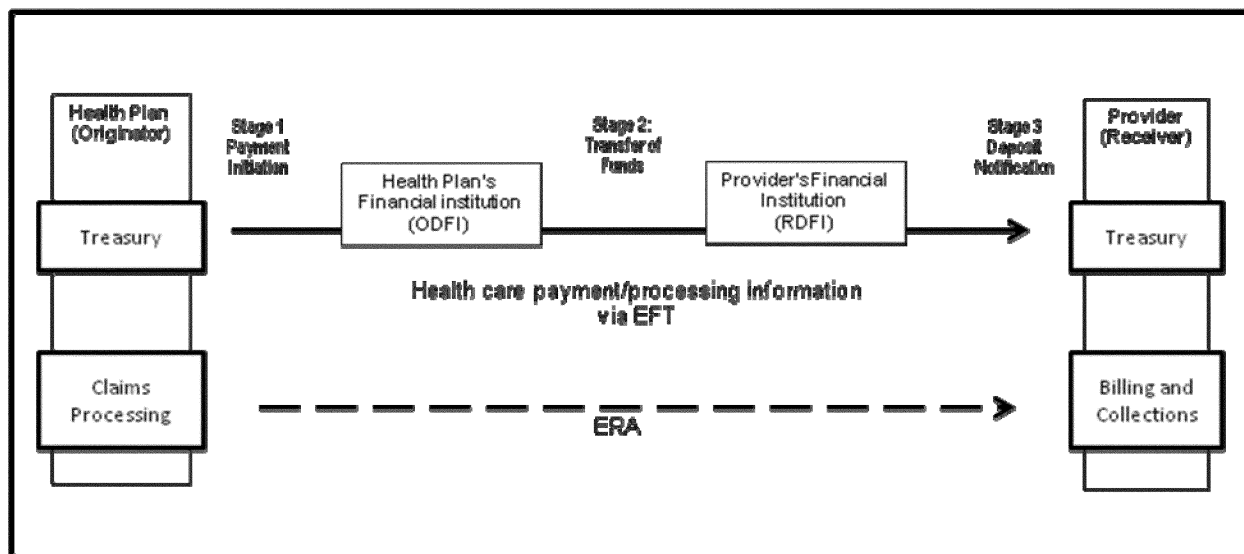 Health Plan
(Originator)
Stage 1
Payment
Initiation
Stage 2:
Transfer of
Funds
Stage 3
Deposit
Notification
Provider
(Receiver)
Health Plan's
Financial institution
(ODFI)
Provider's Financial
Institution
(RDFI)
Treasury
Treasury
Health care payment/processing information
via EFT
Claims
Processing
ERA
Billing and
Collections